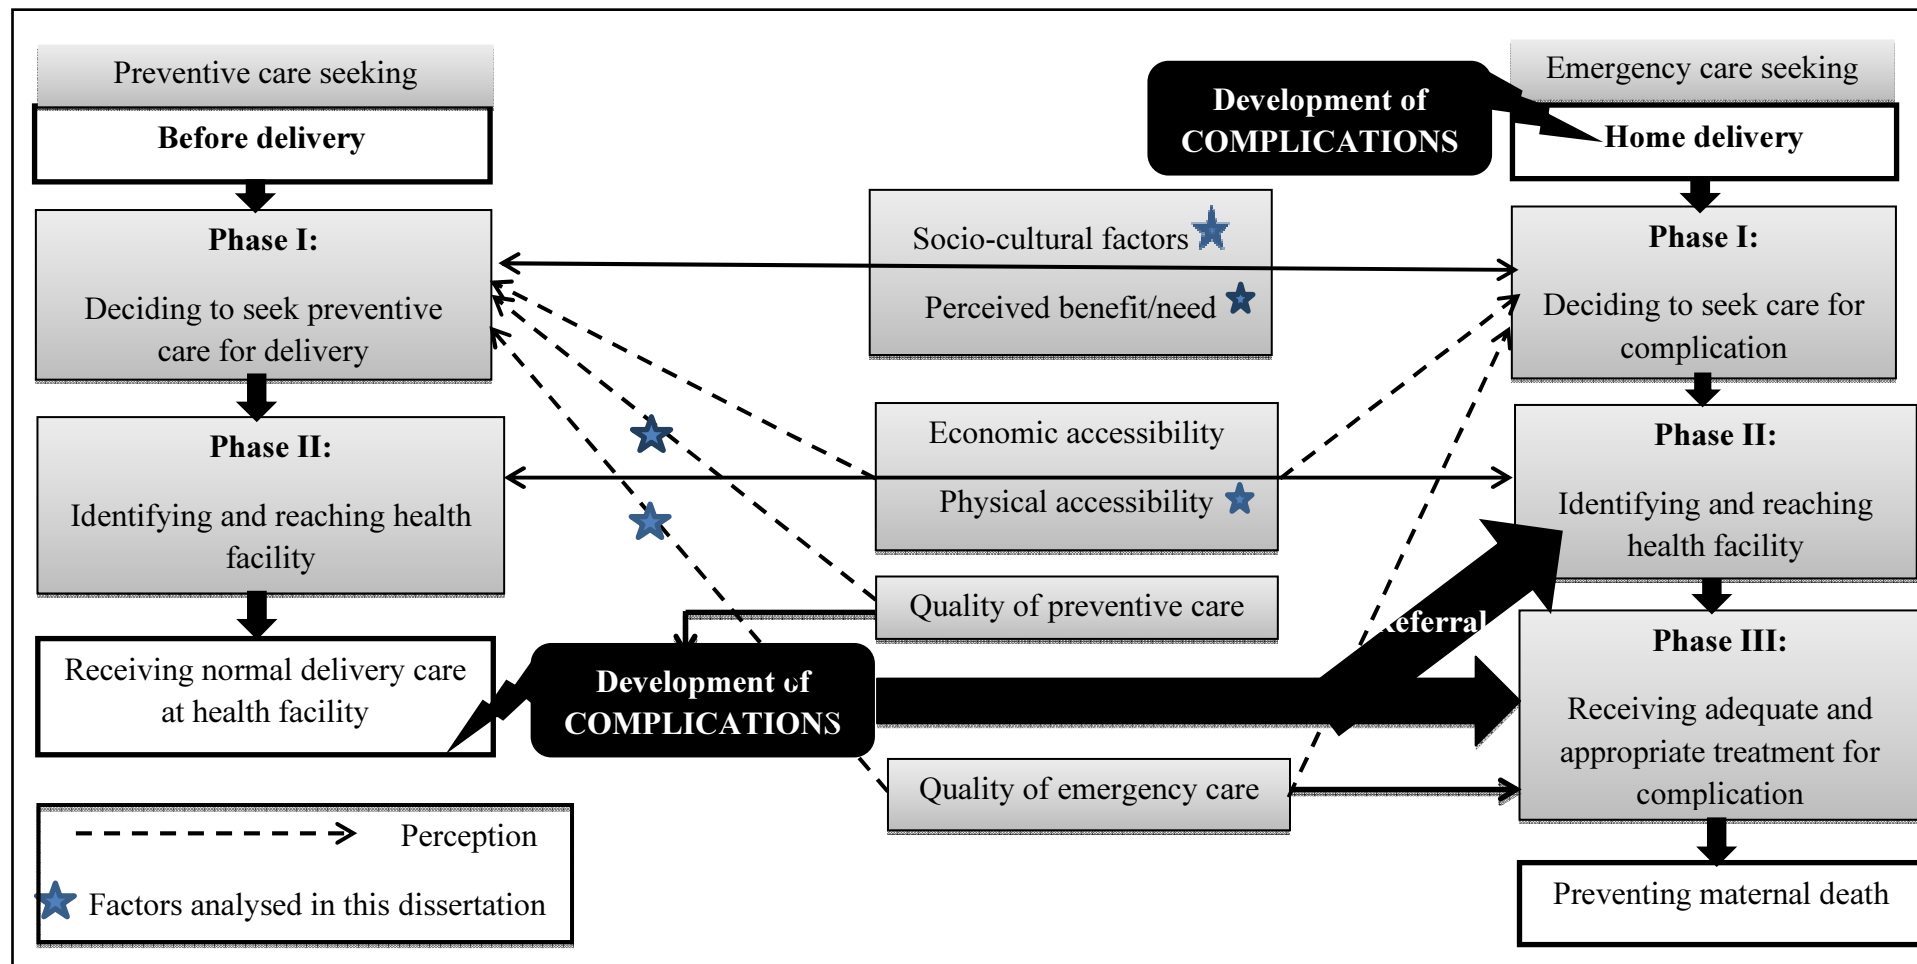 Preventive care seeking
Before delivery
Phase I:
Deciding to seek preventive
care for delivery
Phase II:
Identifying and reaching health
facility
Receiving normal delivery care
at health facility
Perception
Factors analysed in this dissertation
Socio-cultural factors
Perceived benefit/need
Economic accessibility
Physical accessibility
Quality of preventive care
Development of
COMPLICATIONS
Quality of emergency care
Development of
COMPLICATIONS
Emergency care seeking
Home delivery
Phase I:
Deciding to seek care for
complication
Phase II:
Identifying and reaching
health facility
Referral
Phase III:
Receiving adequate and
appropriate treatment for
complication
Preventing maternal death